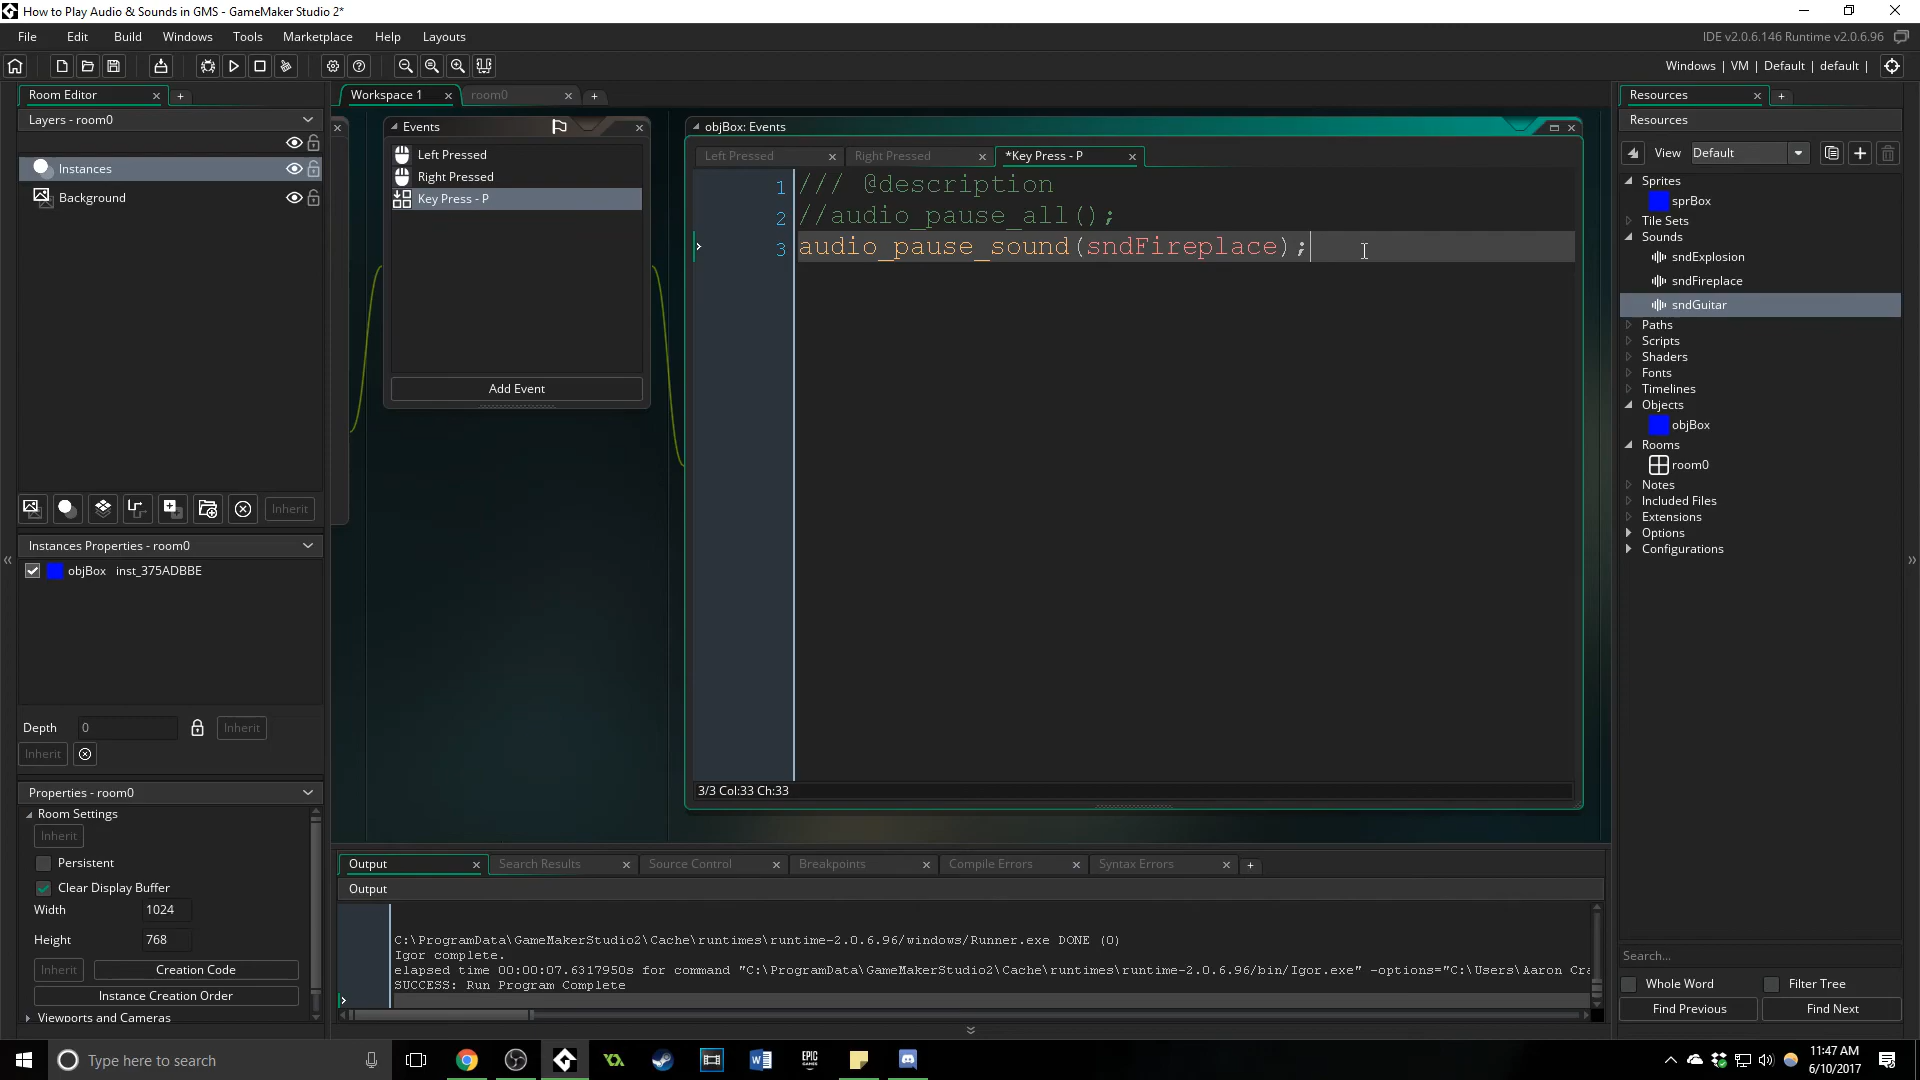 How to Play Audio & Sounds in GMS - GameMaker Studio 2*
File Edit Build Windows Tools Marketplace Help Layouts
IDE v2.0.6.146 Runtime v2.0.6.96
Windows | VM | Default | default |
Room Editor
Layers - room0
Instances
Background
Inherit
Instances Properties - room0
objBox inst_375ADBBE
Depth 0 Inherit
Inherit
Properties - room0
Room Settings
Inherit
Persistent
Clear Display Buffer
Width 1024
Height 768
Inherit Creation Code
Instance Creation Order
Viewports and Cameras
Workspace 1 room0
Events
Left Pressed
Right Pressed
Key Press - P
Add Event
objBox: Events
Left Pressed Right Pressed *Key Press - P
1 /// @description
2 //audio_pause_all();
3 audio_pause_sound(sndFireplace);
3/3 Col:33 Ch:33
Output Search Results Source Control Breakpoints Compile Errors Syntax Errors
Output
C:\ProgramData\GameMakerStudio2\Cache\runtimes\runtime-2.0.6.96/windows/Runner.exe DONE (0)
Igor complete.
elapsed time 00:00:07.6317950s for command "C:\ProgramData\GameMakerStudio2\Cache\runtimes\runtime-2.0.6.96/bin/Igor.exe" -options="C:\Users\Aaron Cra
SUCCESS: Run Program Complete
Resources
Resources
View Default
Sprites
sprBox
Tile Sets
Sounds
sndExplosion
sndFireplace
sndGuitar
Paths
Scripts
Shaders
Fonts
Timelines
Objects
objBox
Rooms
room0
Notes
Included Files
Extensions
Options
Configurations
Search...
Whole Word Filter Tree
Find Previous Find Next
Type here to search
EPIC GAMES
11:47 AM
6/10/2017